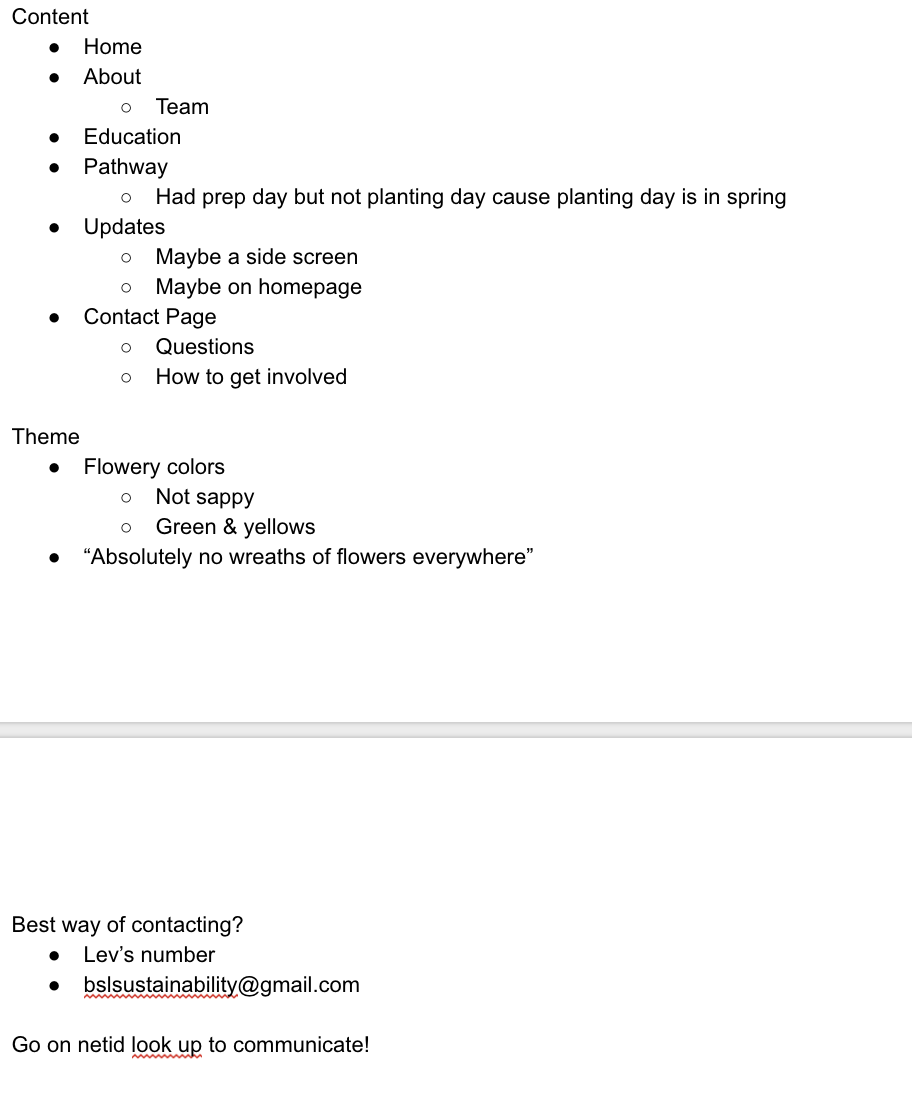 Content
● Home
● About
○ Team
● Education
● Pathway
○ Had prep day but not planting day cause planting day is in spring
● Updates
○ Maybe a side screen
○ Maybe on homepage
● Contact Page
○ Questions
○ How to get involved
Theme
● Flowery colors
○ Not sappy
○ Green & yellows
● “Absolutely no wreaths of flowers everywhere”
Best way of contacting?
● Lev’s number
● bslsustainability@gmail.com
Go on netid look up to communicate!